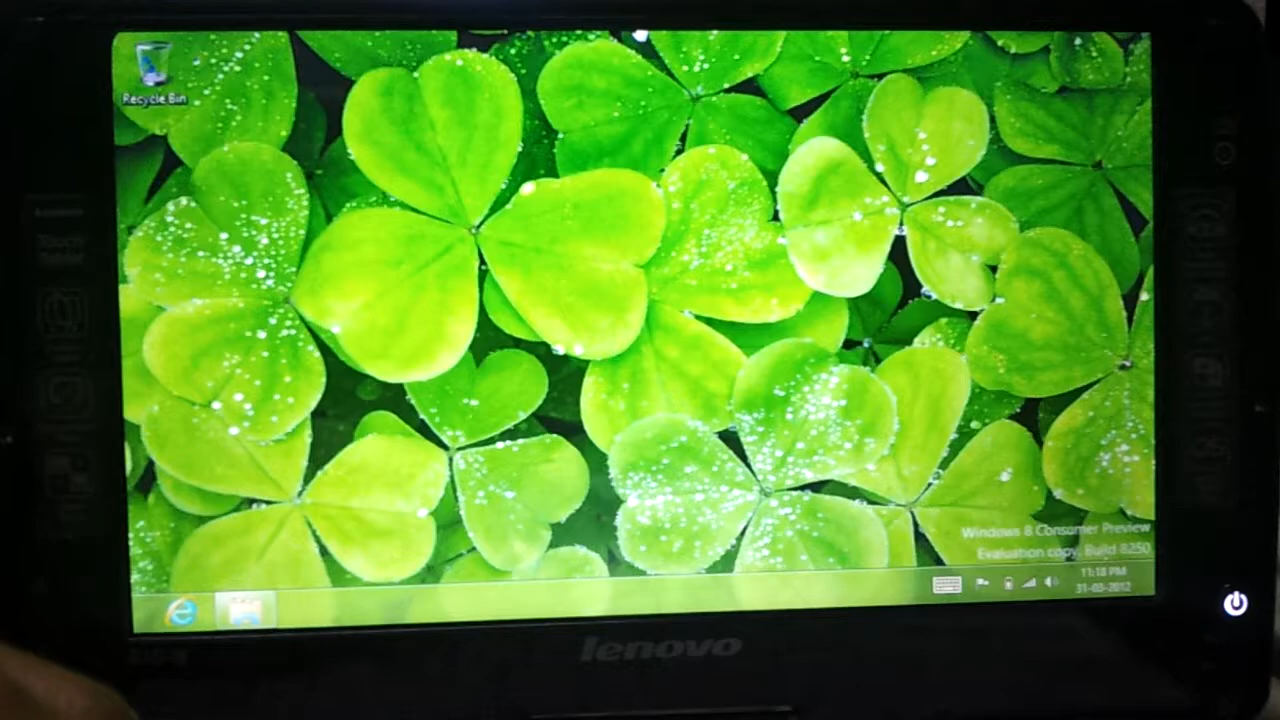 Recycle Bin
Windows 8 Consumer Preview
Evaluation copy. Build 8250
11:18 PM
31-03-2012
lenovo